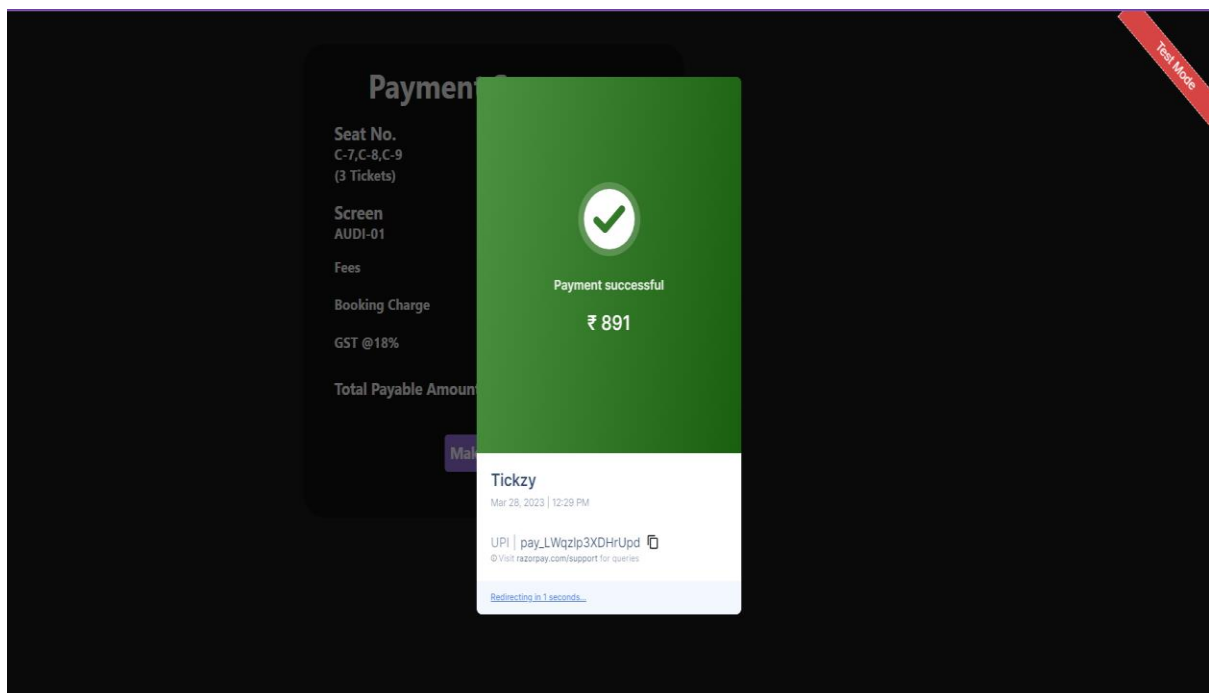 Test Mode
Paymen
Seat No.
C-7,C-8,C-9
(3 Tickets)
Screen
AUDI-01
Fees
Booking Charge
GST @18%
Total Payable Amount
Mak
Payment successful
₹ 891
Tickzy
Mar 28, 2023 | 12:29 PM
UPI | pay_LWqzIp3XDHrUpd
Visit razorpay.com/support for queries
Redirecting in 1 seconds...